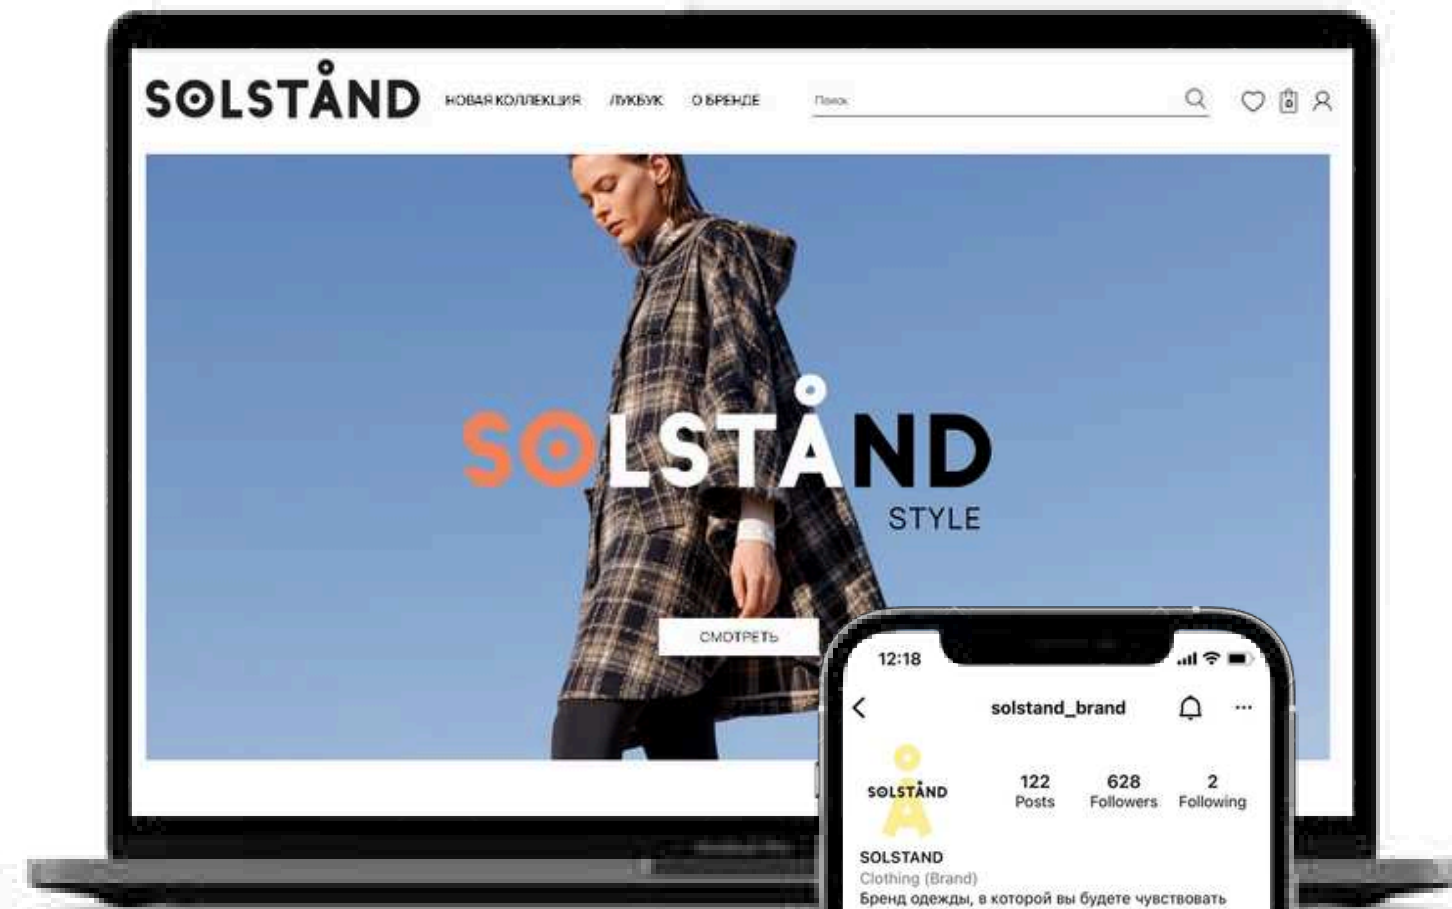 SOLSTÅND НОВАЯ КОЛЛЕКЦИЯ ЛУКБУК О БРЕНДЕ Поиск 0
SOLSTÅND
STYLE
СМОТРЕТЬ
12:18
solstand_brand
SOLSTÅND
122 628 2
Posts Followers Following
SOLSTAND
Clothing (Brand)
Бренд одежды, в которой вы будете чувствовать